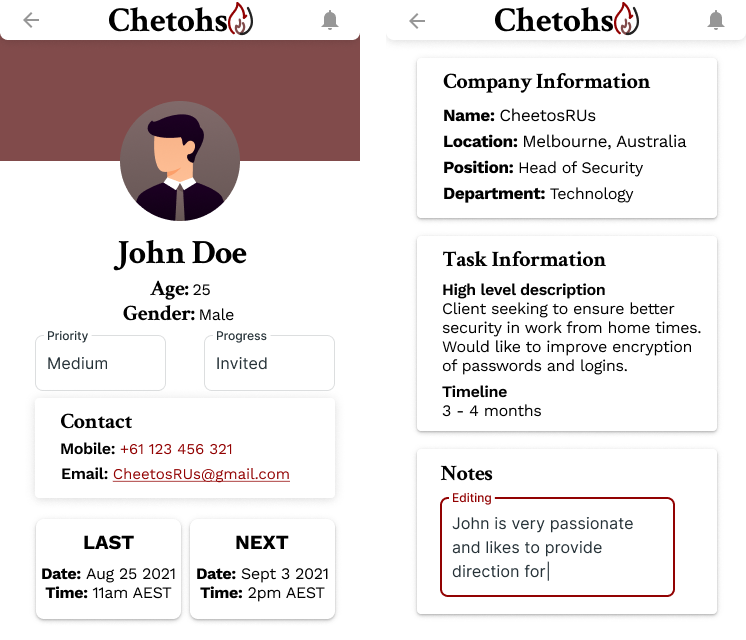 Chetohs
John Doe
Age: 25
Gender: Male
Priority
Medium
Progress
Invited
Contact
Mobile: +61 123 456 321
Email: CheetosRUs@gmail.com
LAST
Date: Aug 25 2021
Time: 11am AEST
NEXT
Date: Sept 3 2021
Time: 2pm AEST
Chetohs
Company Information
Name: CheetosRUs
Location: Melbourne, Australia
Position: Head of Security
Department: Technology
Task Information
High level description
Client seeking to ensure better
security in work from home times.
Would like to improve encryption
of passwords and logins.
Timeline
3 - 4 months
Notes
Editing
John is very passionate
and likes to provide
direction for